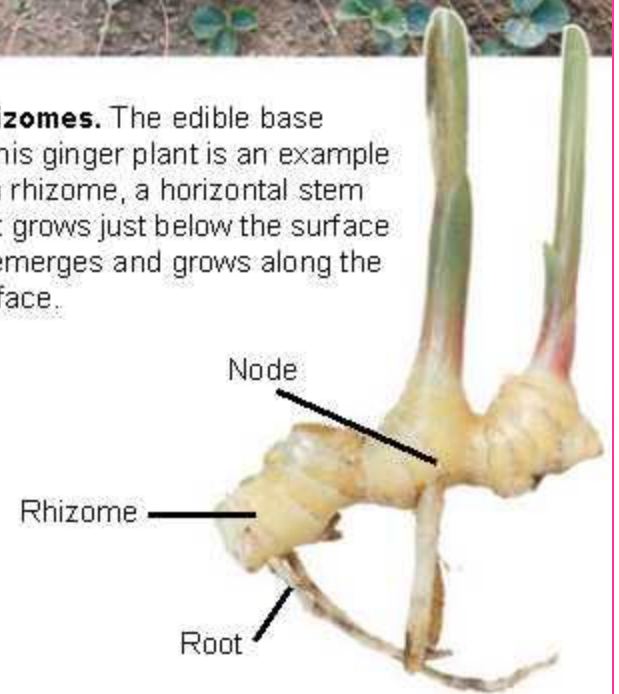 izomes. The edible base
his ginger plant is an example
rhizome, a horizontal stem
grows just below the surface
emerges and grows along the
face.
Node
Rhizome
Root